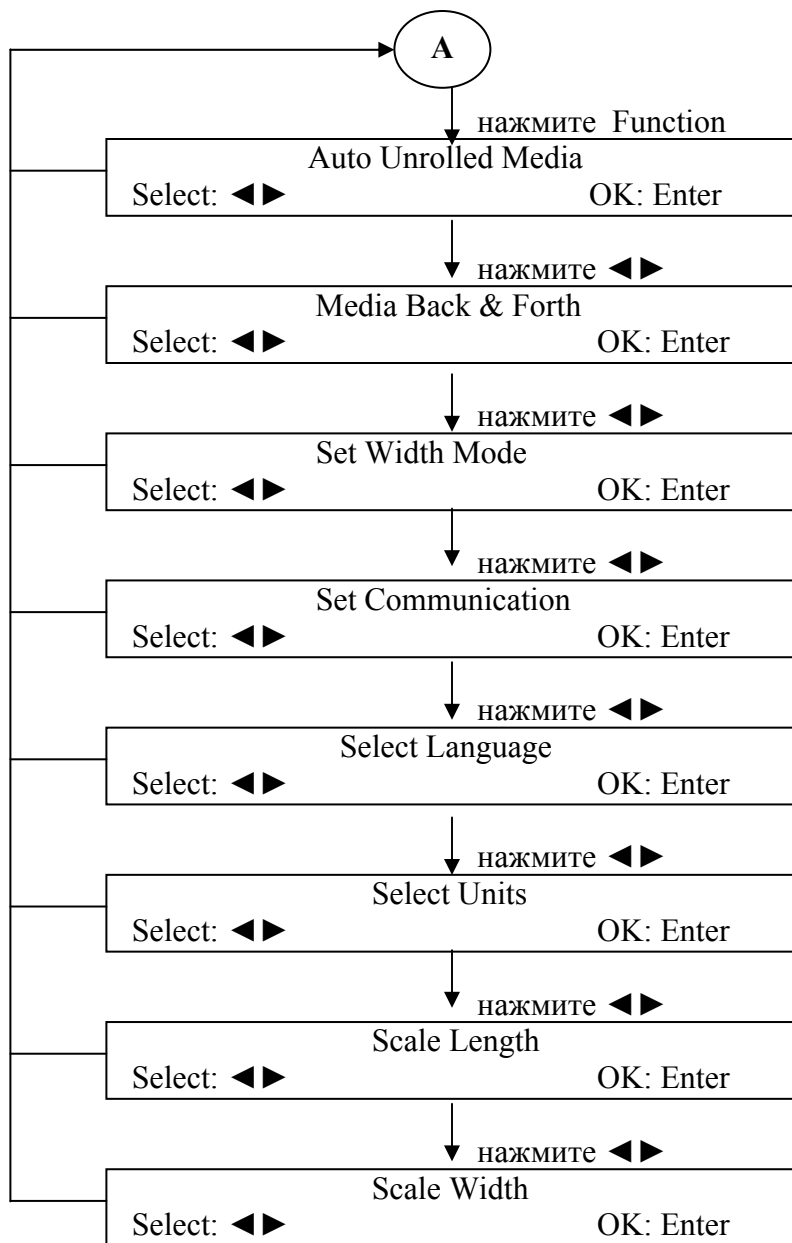 A
нажмите Function
Auto Unrolled Media
Select: ◄► OK: Enter
нажмите ◄►
Media Back & Forth
Select: ◄► OK: Enter
нажмите ◄►
Set Width Mode
Select: ◄► OK: Enter
нажмите ◄►
Set Communication
Select: ◄► OK: Enter
нажмите ◄►
Select Language
Select: ◄► OK: Enter
нажмите ◄►
Select Units
Select: ◄► OK: Enter
нажмите ◄►
Scale Length
Select: ◄► OK: Enter
нажмите ◄►
Scale Width
Select: ◄► OK: Enter